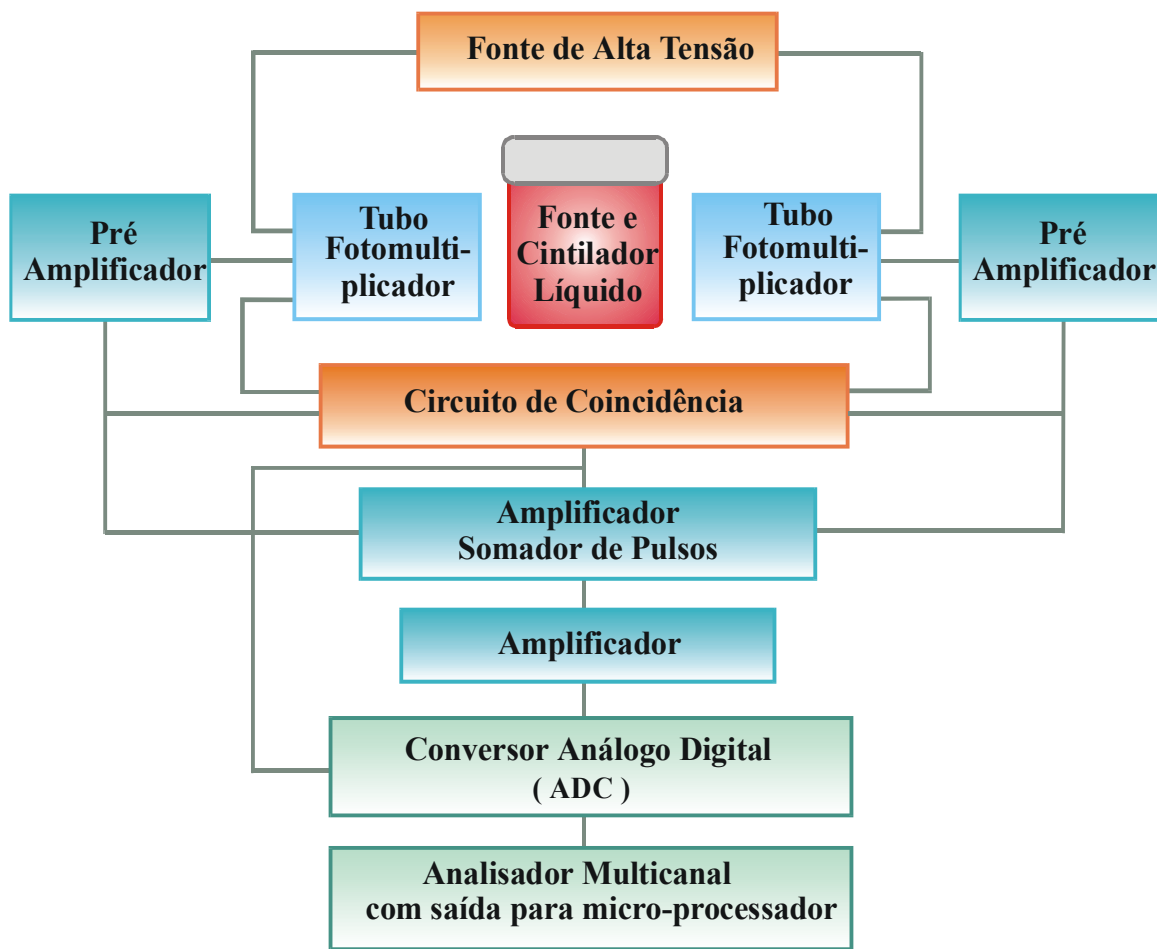 Fonte de Alta Tensão
Pré
Amplificador
Tubo
Fotomulti-
plicador
Fonte e
Cintilador
Líquido
Tubo
Fotomulti-
plicador
Pré
Amplificador
Circuito de Coincidência
Amplificador
Somador de Pulsos
Amplificador
Conversor Análogo Digital
( ADC )
Analisador Multicanal
com saída para micro-processador